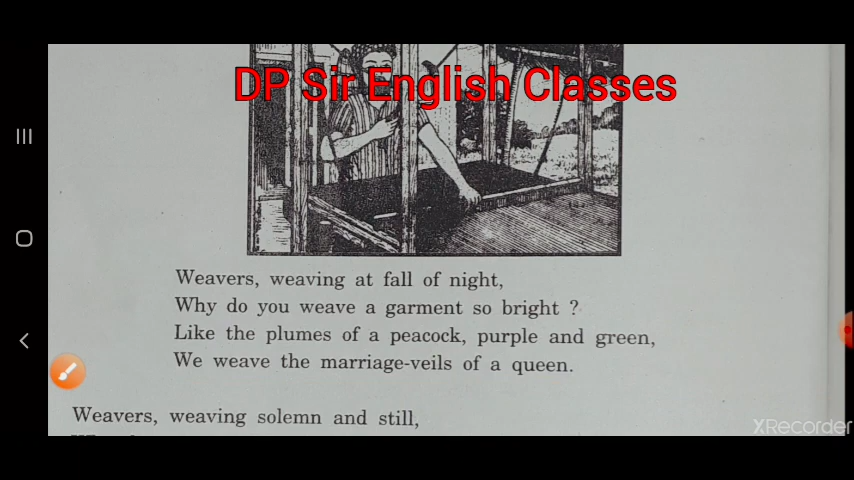 DP Sir English Classes
Weavers, weaving at fall of night,
Why do you weave a garment so bright ?
Like the plumes of a peacock, purple and green,
We weave the marriage-veils of a queen.
Weavers, weaving solemn and still,
XRecorder